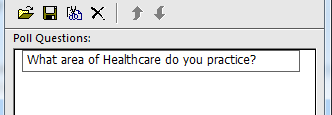 Poll Questions:
What area of Healthcare do you practice?